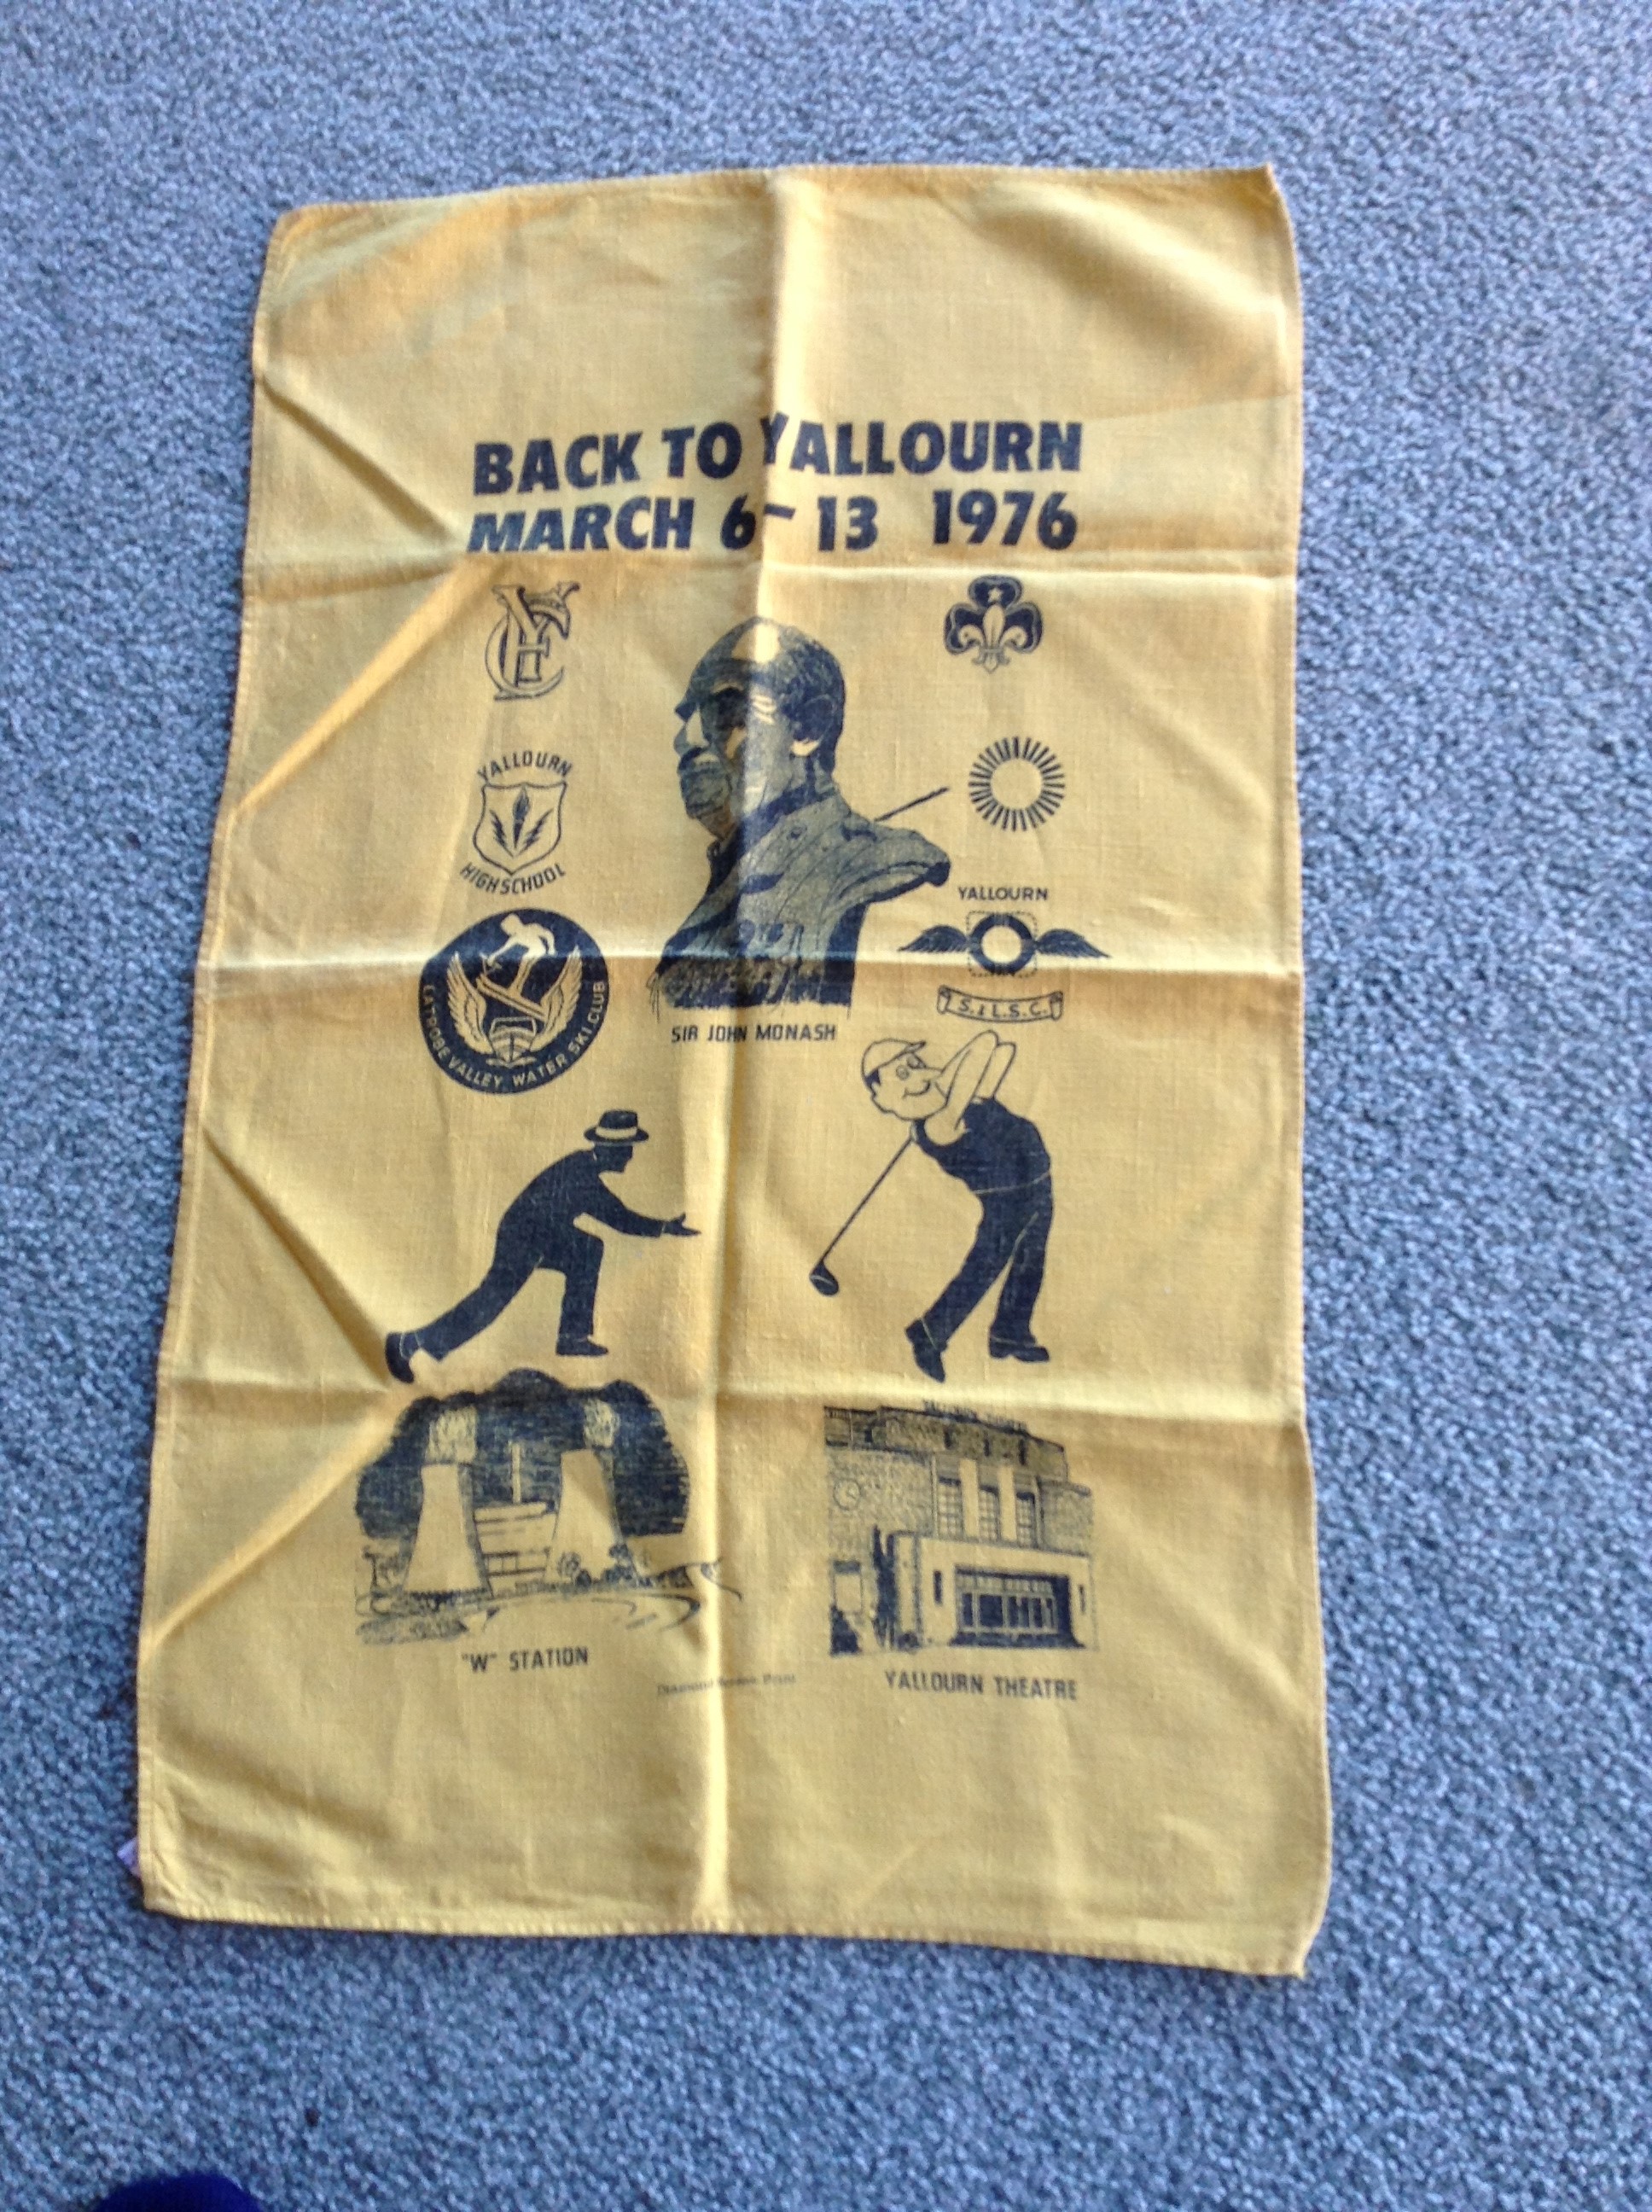 BACK TO YALLOURN
MARCH 6-13 1976
YFC
YALLOURN
HIGH SCHOOL
YALLOURN
S. & L.S.C.
LATROBE VALLEY WATER SKI CLUB
SIR JOHN MONASH
"W" STATION
YALLOURN THEATRE